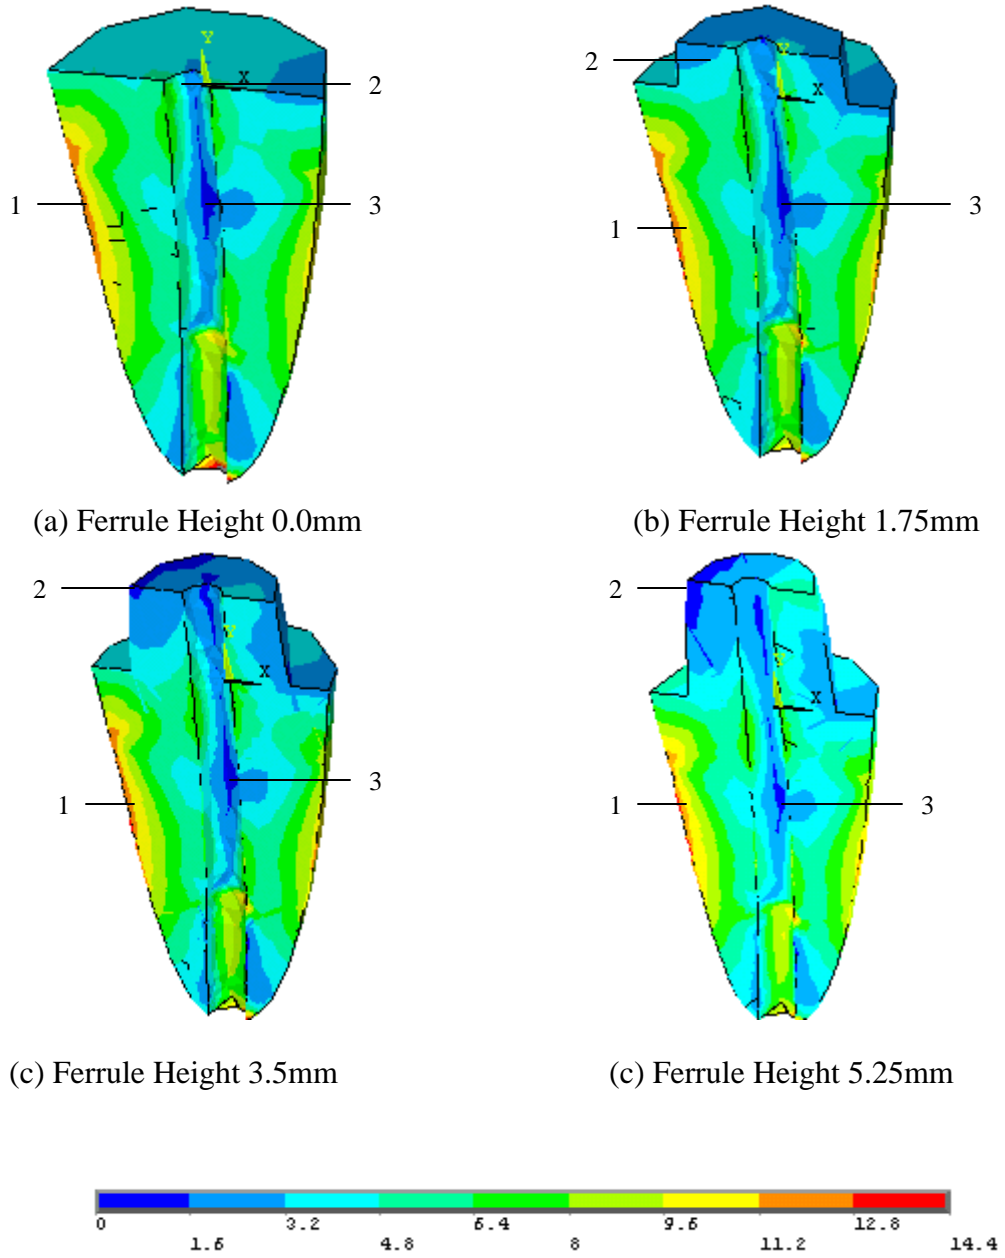 Y
X
2
1
3
Y
X
2
1
3
(a) Ferrule Height 0.0mm
(b) Ferrule Height 1.75mm
Y
X
2
1
3
Y
X
2
1
3
(c) Ferrule Height 3.5mm
(c) Ferrule Height 5.25mm
0 3.2 6.4 9.6 12.8
1.6 4.8 8 11.2 14.4